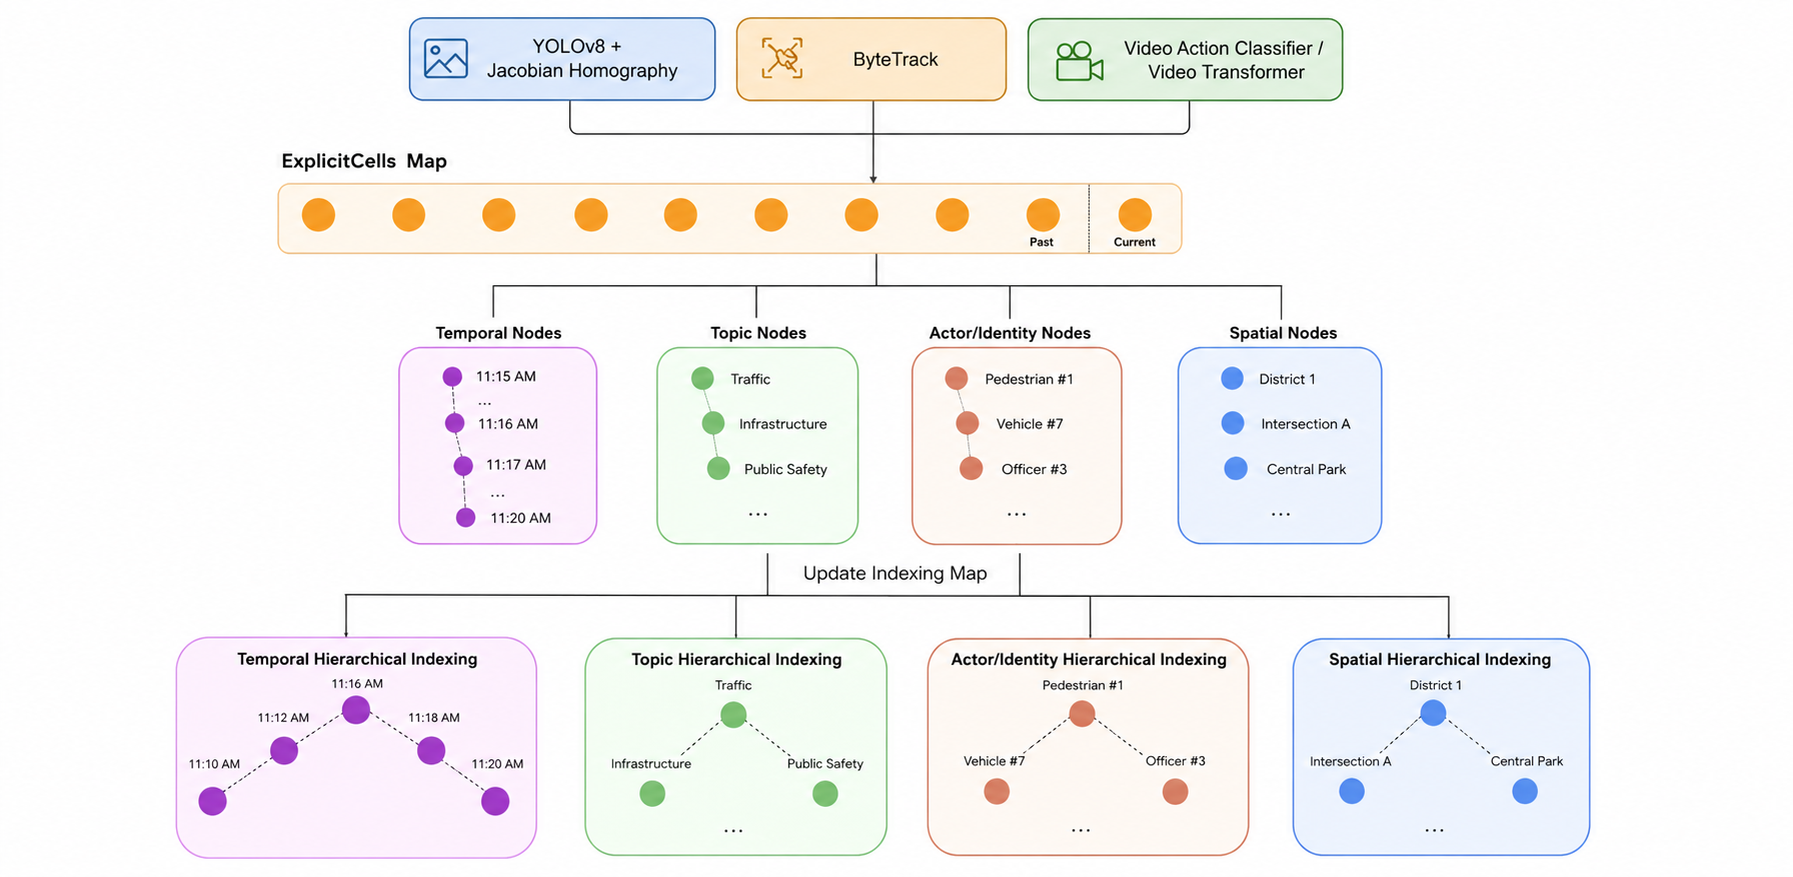 YOLOv8 +
Jacobian Homography
ByteTrack
Video Action Classifier /
Video Transformer
ExplicitCells Map
Past
Current
Temporal Nodes
11:15 AM
...
11:16 AM
11:17 AM
...
11:20 AM
Topic Nodes
Traffic
Infrastructure
Public Safety
...
Actor/Identity Nodes
Pedestrian #1
Vehicle #7
Officer #3
...
Spatial Nodes
District 1
Intersection A
Central Park
...
Update Indexing Map
Temporal Hierarchical Indexing
11:16 AM
11:12 AM
11:18 AM
11:10 AM
11:20 AM
Topic Hierarchical Indexing
Traffic
Infrastructure
Public Safety
...
Actor/Identity Hierarchical Indexing
Pedestrian #1
Vehicle #7
Officer #3
...
Spatial Hierarchical Indexing
District 1
Intersection A
Central Park
...